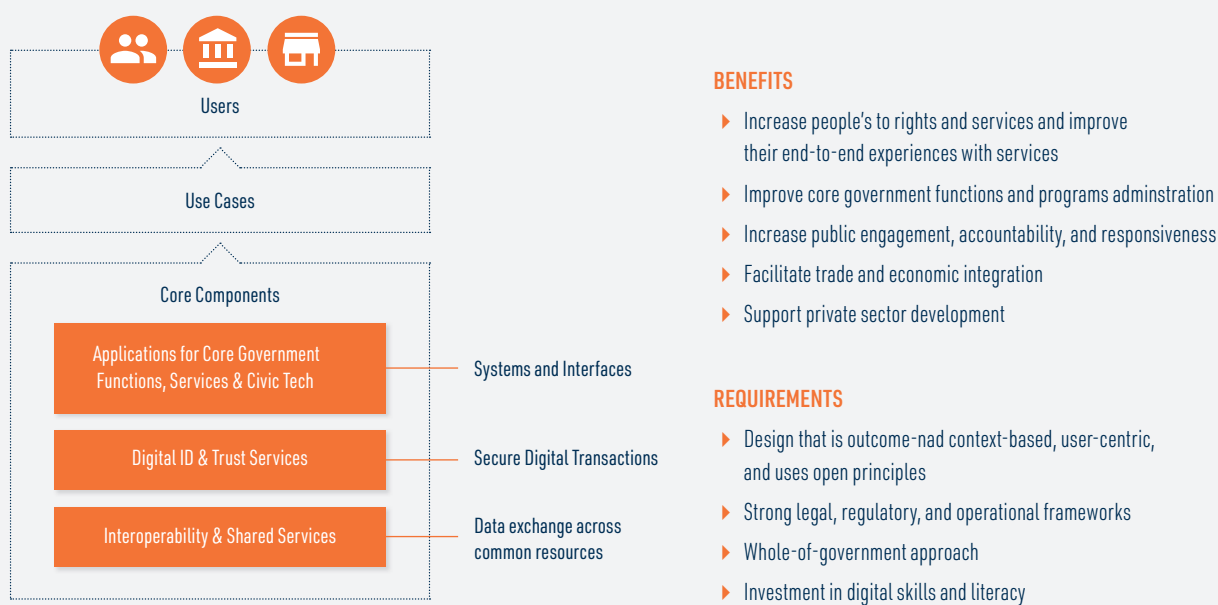 Users
Use Cases
Core Components
Applications for Core Government
Functions, Services & Civic Tech
Systems and Interfaces
Digital ID & Trust Services
Secure Digital Transactions
Interoperability & Shared Services
Data exchange across
common resources
BENEFITS
Increase people's to rights and services and improve
their end-to-end experiences with services
Improve core government functions and programs adminstration
Increase public engagement, accountability, and responsiveness
Facilitate trade and economic integration
Support private sector development
REQUIREMENTS
Design that is outcome-nad context-based, user-centric,
and uses open principles
Strong legal, regulatory, and operational frameworks
Whole-of-government approach
Investment in digital skills and literacy